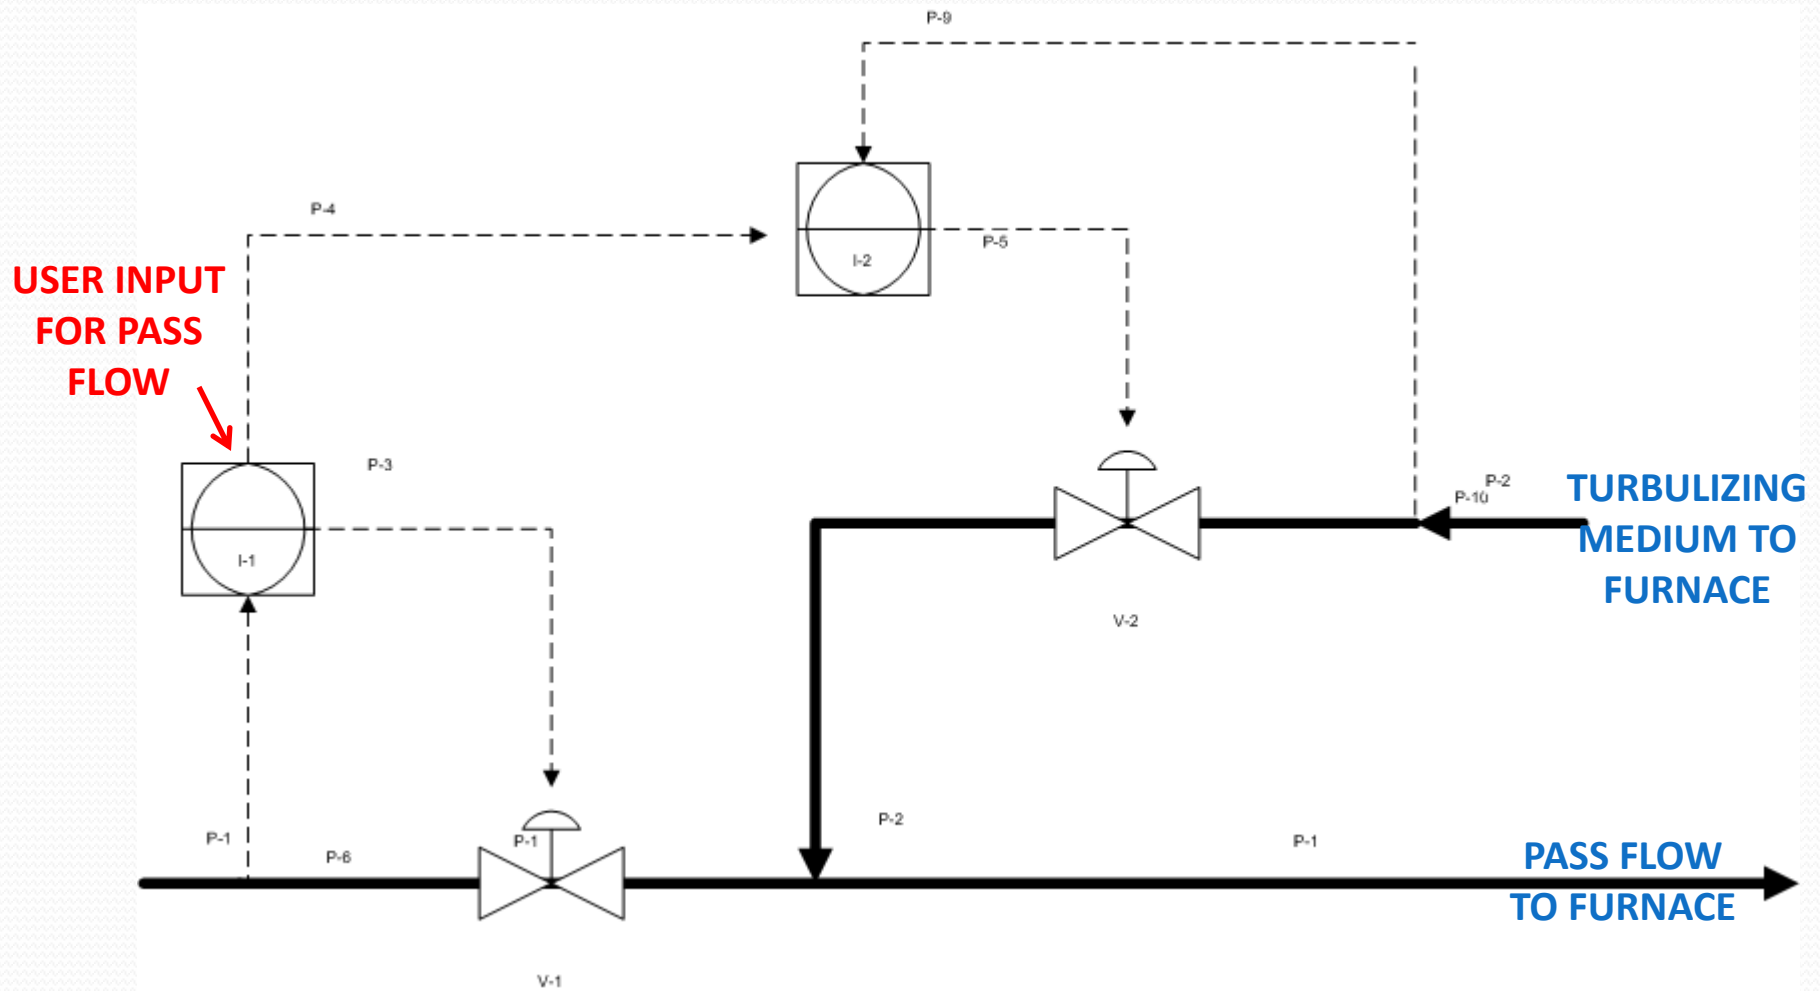 P-9
P-4
P-5
I-2
USER INPUT
FOR PASS
FLOW
P-3
P-2
P-10
TURBULIZING
MEDIUM TO
FURNACE
I-1
V-2
P-2
P-1
P-1
P-1
P-6
PASS FLOW
TO FURNACE
V-1